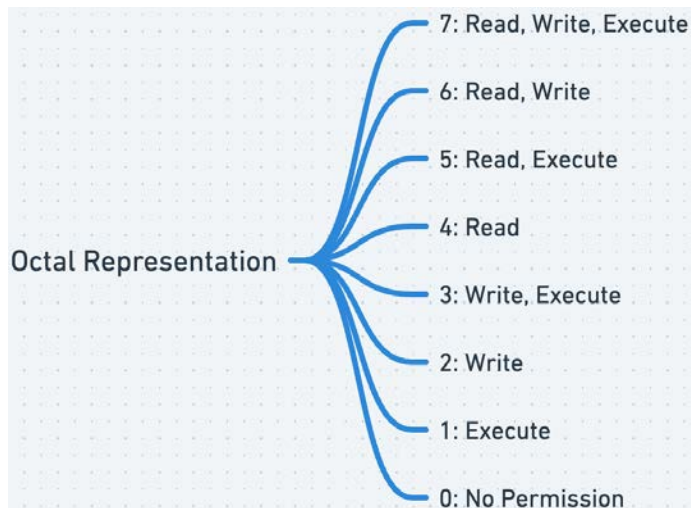 7: Read, Write, Execute
6: Read, Write
5: Read, Execute
4: Read
Octal Representation
3: Write, Execute
2: Write
1: Execute
0: No Permission